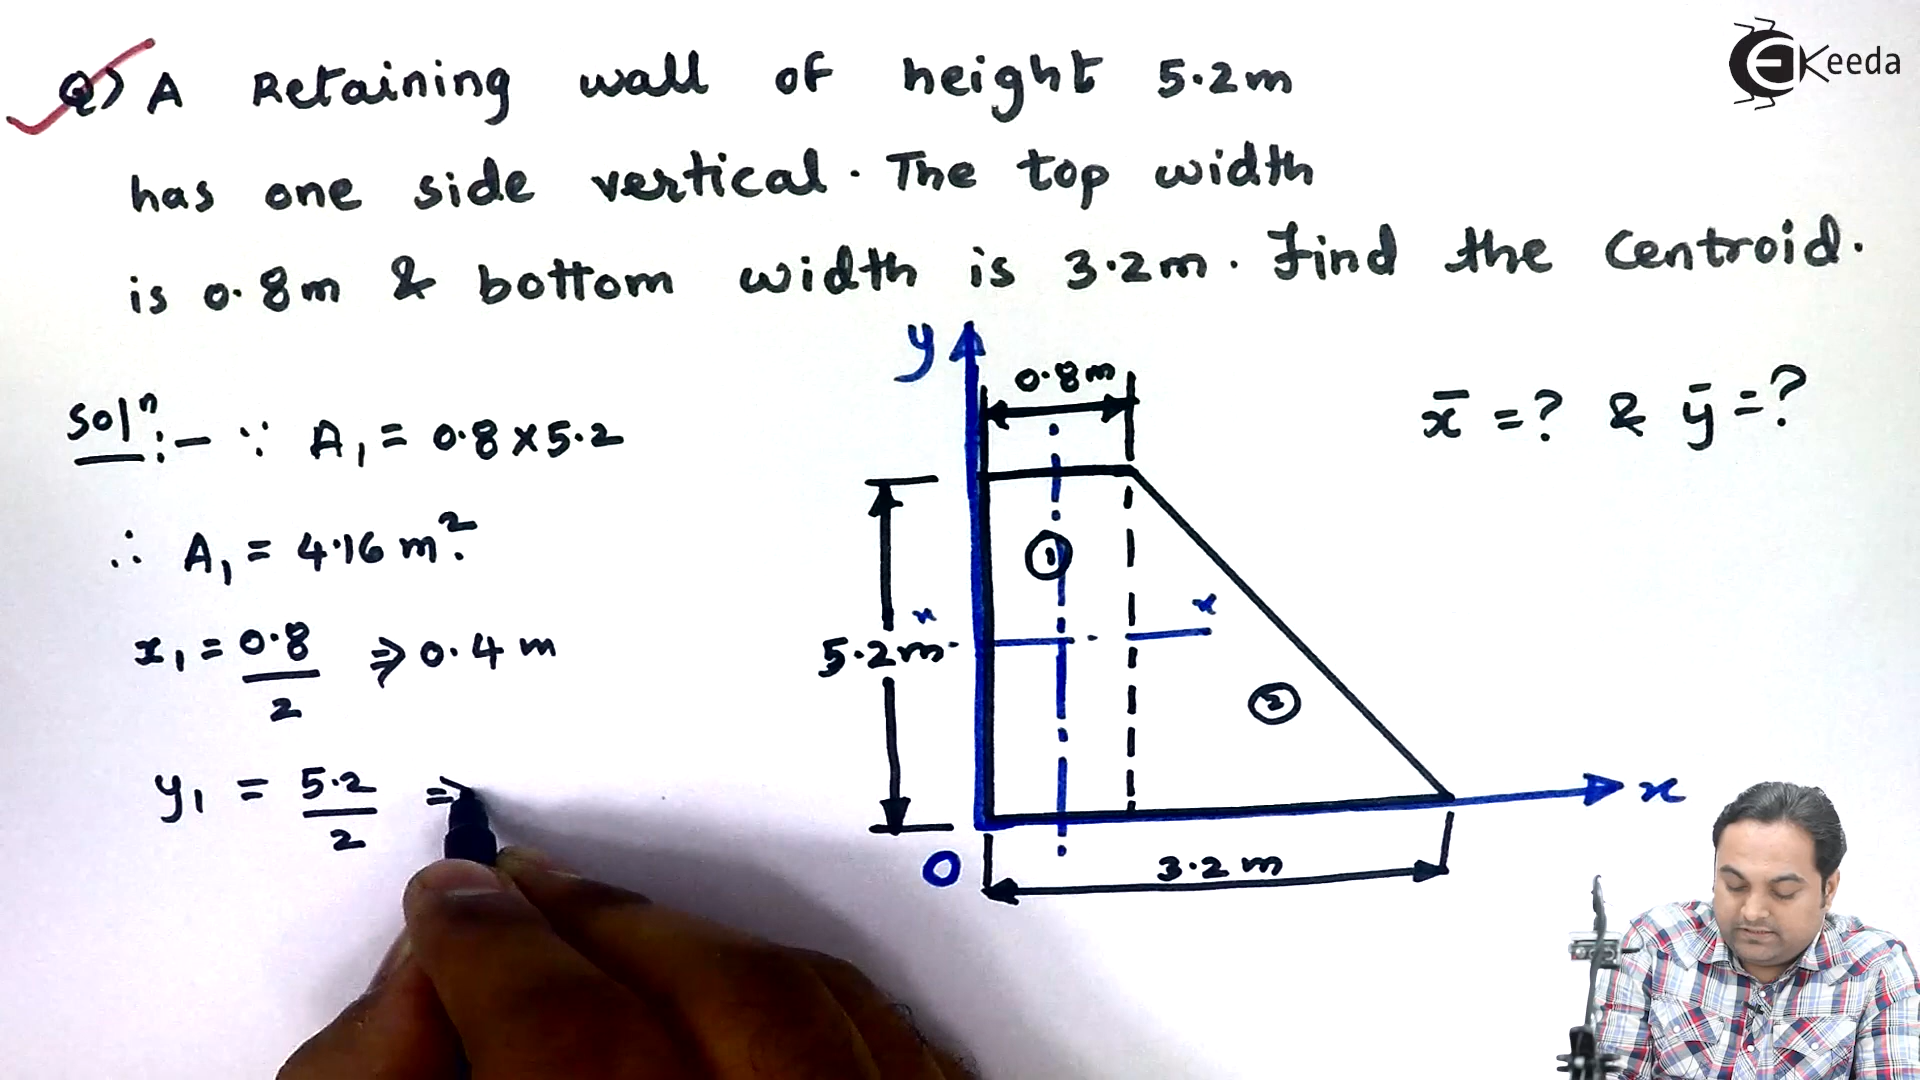 Keeda
Q) A Retaining wall of height 5.2m
has one side vertical. The top width
is 0.8m & bottom width is 3.2m. Find the centroid.
y
0.8m
x̄ =? & ȳ =?
Solⁿ:- ∵ A₁ = 0.8 × 5.2
∴ A₁ = 4.16 m².
①
x x
x₁ = 0.8/2 ⇒ 0.4 m
5.2m
②
y₁ = 5.2/2 ⇒
x
O
3.2 m